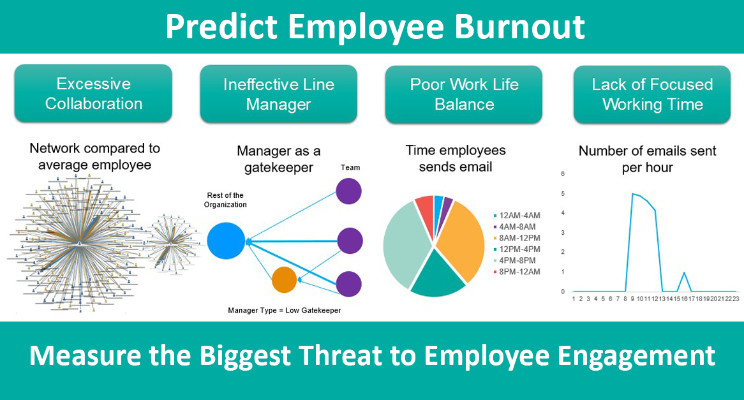 Predict Employee Burnout
Excessive
Collaboration
Ineffective Line
Manager
Poor Work Life
Balance
Lack of Focused
Working Time
Network compared to
average employee
Manager as a
gatekeeper
Team
Rest of the
Organization
Manager Type = Low Gatekeeper
Time employees
sends email
12AM-4AM
4AM-8AM
8AM-12PM
12PM-4PM
4PM-8PM
8PM-12AM
Number of emails sent
per hour
6
5
4
3
2
1
0
1 2 3 4 5 6 7 8 9 10 11 12 13 14 15 16 17 18 19 20 21 22 23
Measure the Biggest Threat to Employee Engagement